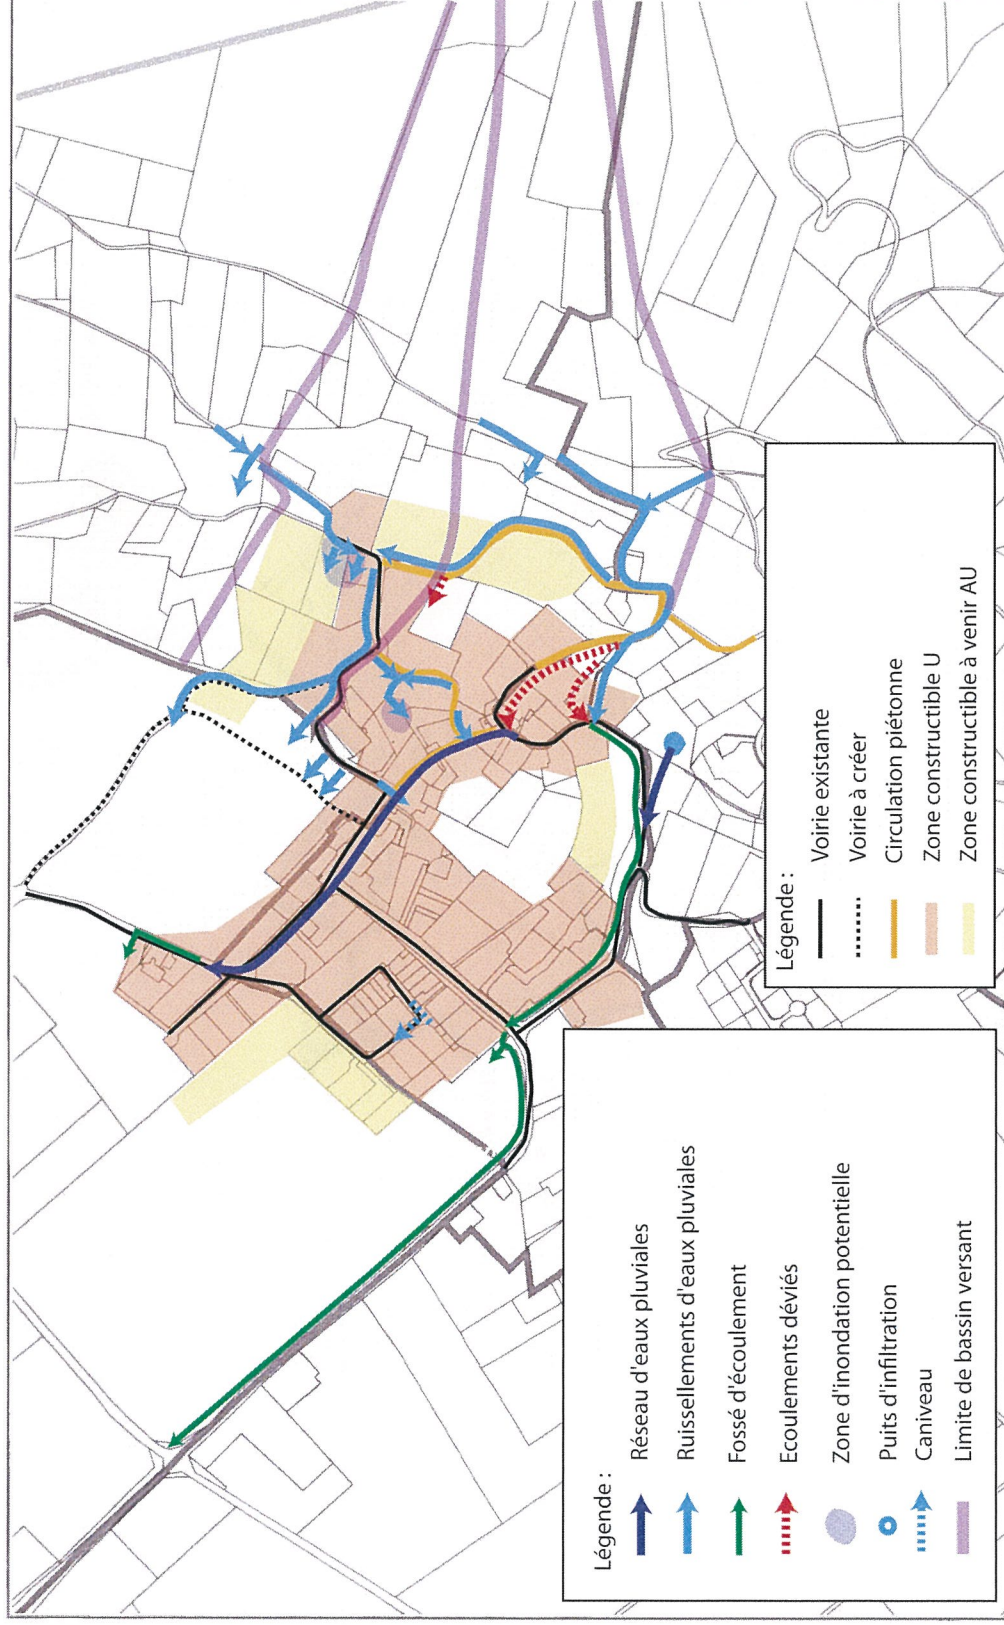 Légende :
Réseau d'eaux pluviales
Ruissellements d'eaux pluviales
Fossé d'écoulement
Ecoulements déviés
Zone d'inondation potentielle
Puits d'infiltration
Caniveau
Limite de bassin versant
Légende :
Voirie existante
Voirie à créer
Circulation piétonne
Zone constructible U
Zone constructible à venir AU